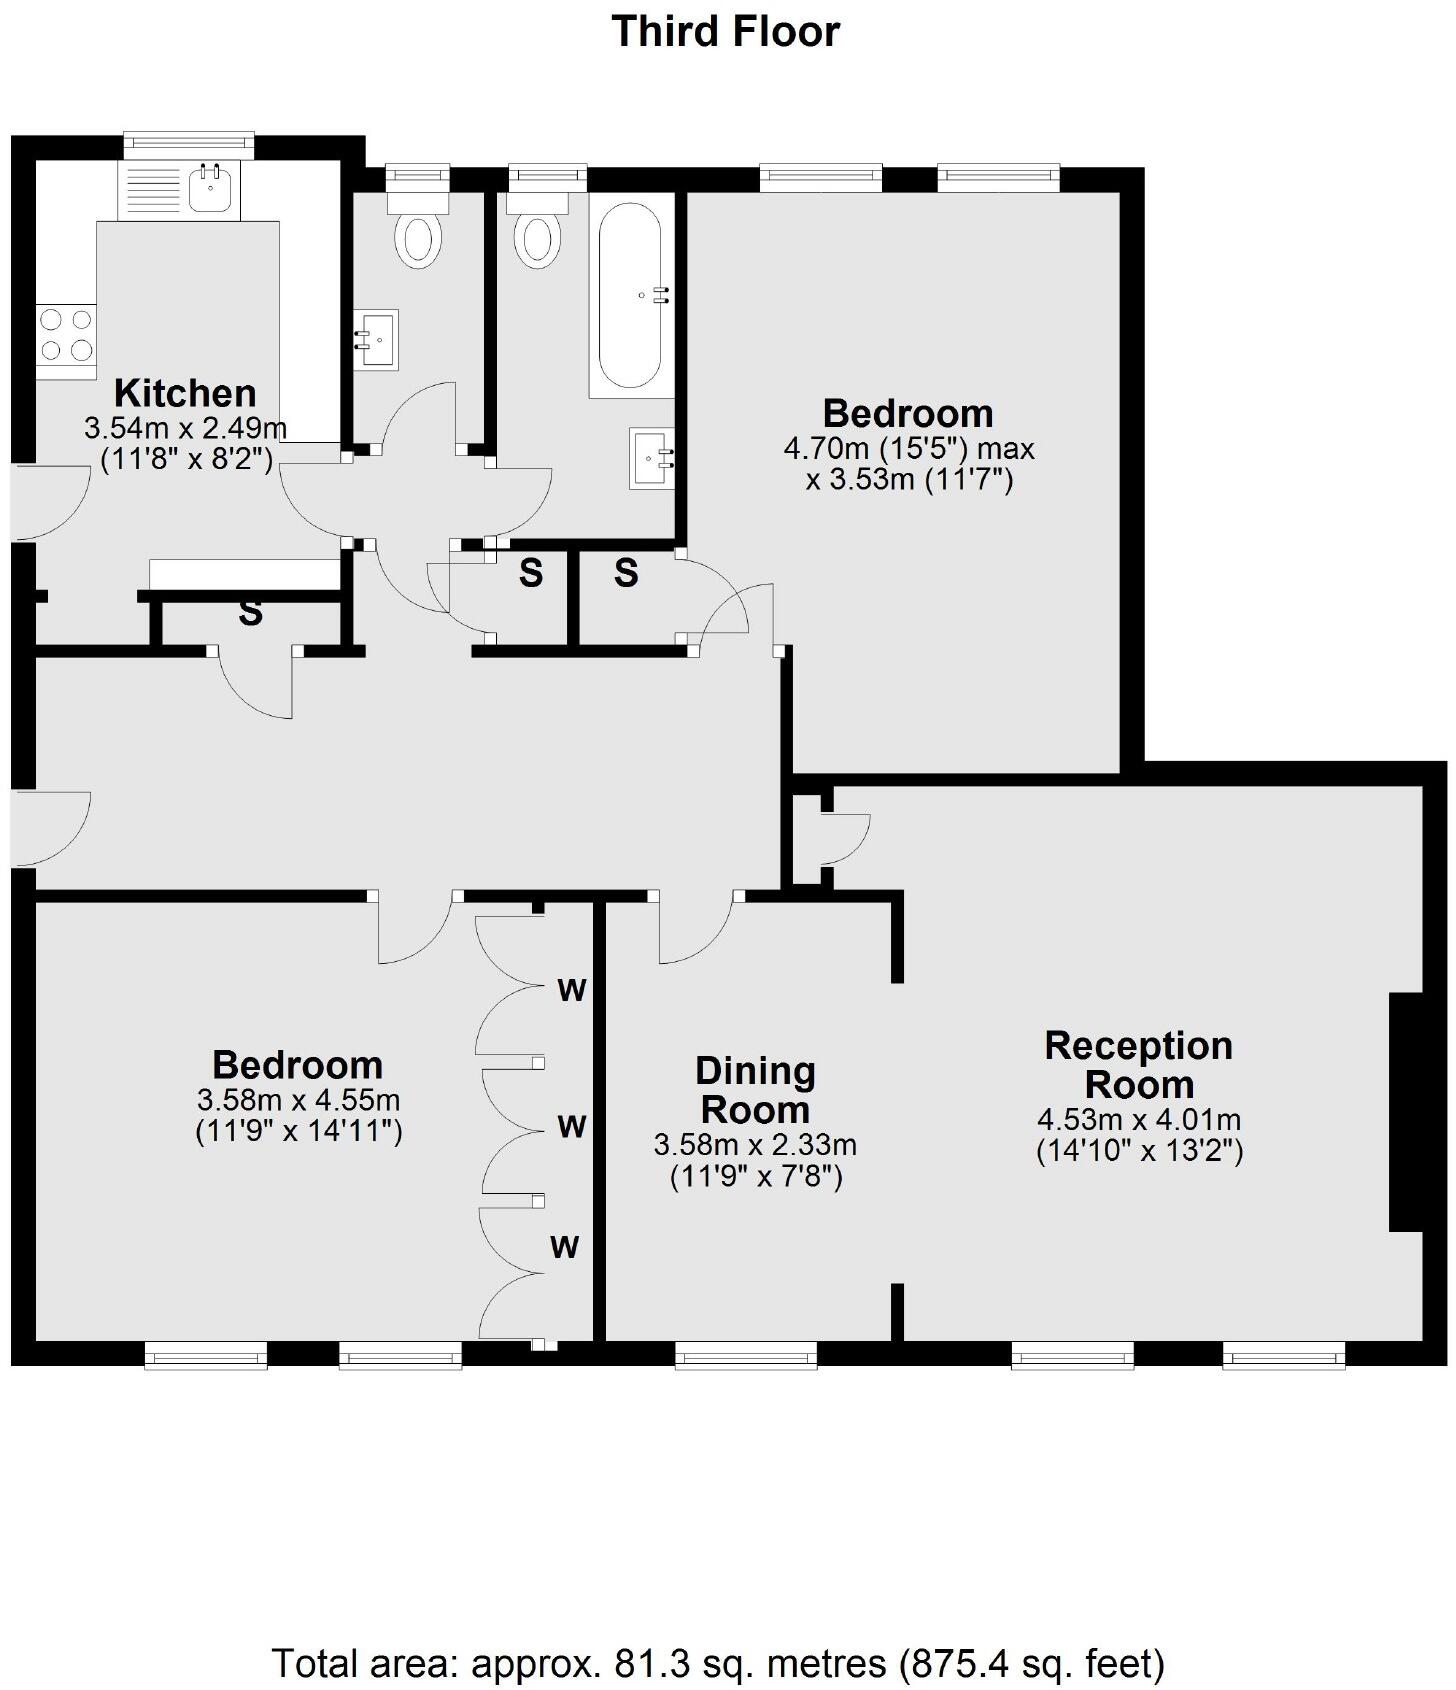 Third Floor
Kitchen
3.54m x 2.49m
(11'8" x 8'2")
Bedroom
4.70m (15'5") max
x 3.53m (11'7")
S
S
S
Bedroom
3.58m x 4.55m
(11'9" x 14'11")
W
W
W
Dining
Room
3.58m x 2.33m
(11'9" x 7'8")
Reception
Room
4.53m x 4.01m
(14'10" x 13'2")
Total area: approx. 81.3 sq. metres (875.4 sq. feet)